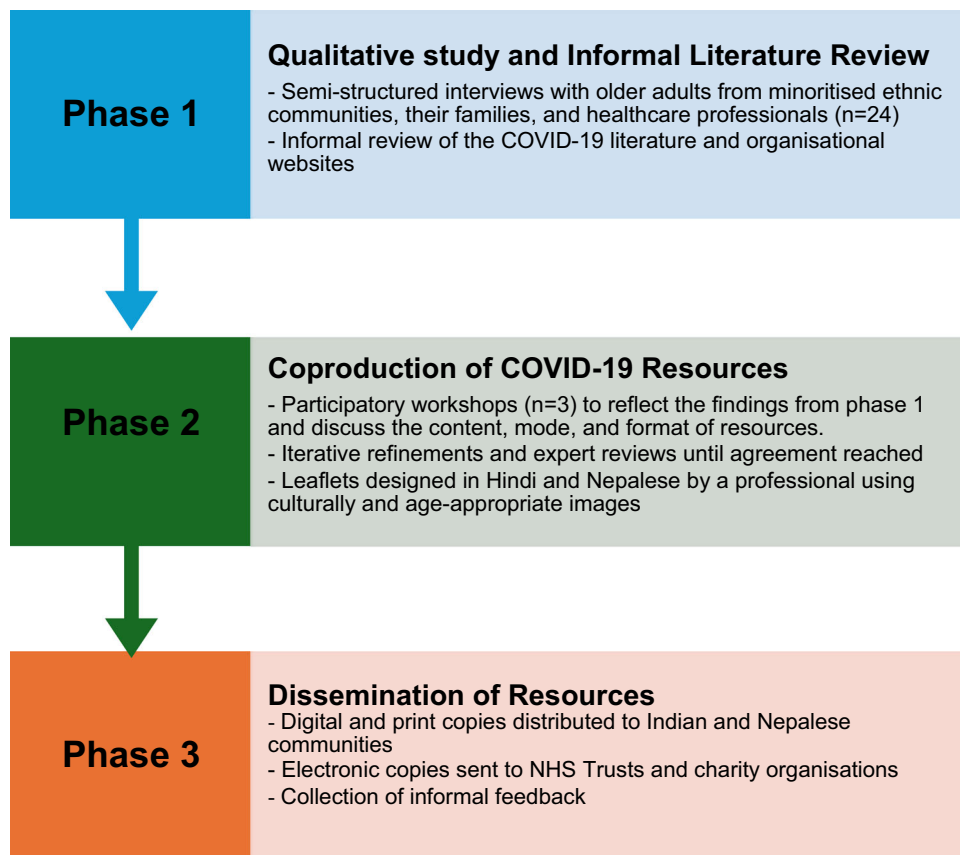 Phase 1
Qualitative study and Informal Literature Review
- Semi-structured interviews with older adults from minoritised ethnic
communities, their families, and healthcare professionals (n=24)
- Informal review of the COVID-19 literature and organisational
websites
Phase 2
Coproduction of COVID-19 Resources
- Participatory workshops (n=3) to reflect the findings from phase 1
and discuss the content, mode, and format of resources.
- Iterative refinements and expert reviews until agreement reached
- Leaflets designed in Hindi and Nepalese by a professional using
culturally and age-appropriate images
Phase 3
Dissemination of Resources
- Digital and print copies distributed to Indian and Nepalese
communities
- Electronic copies sent to NHS Trusts and charity organisations
- Collection of informal feedback